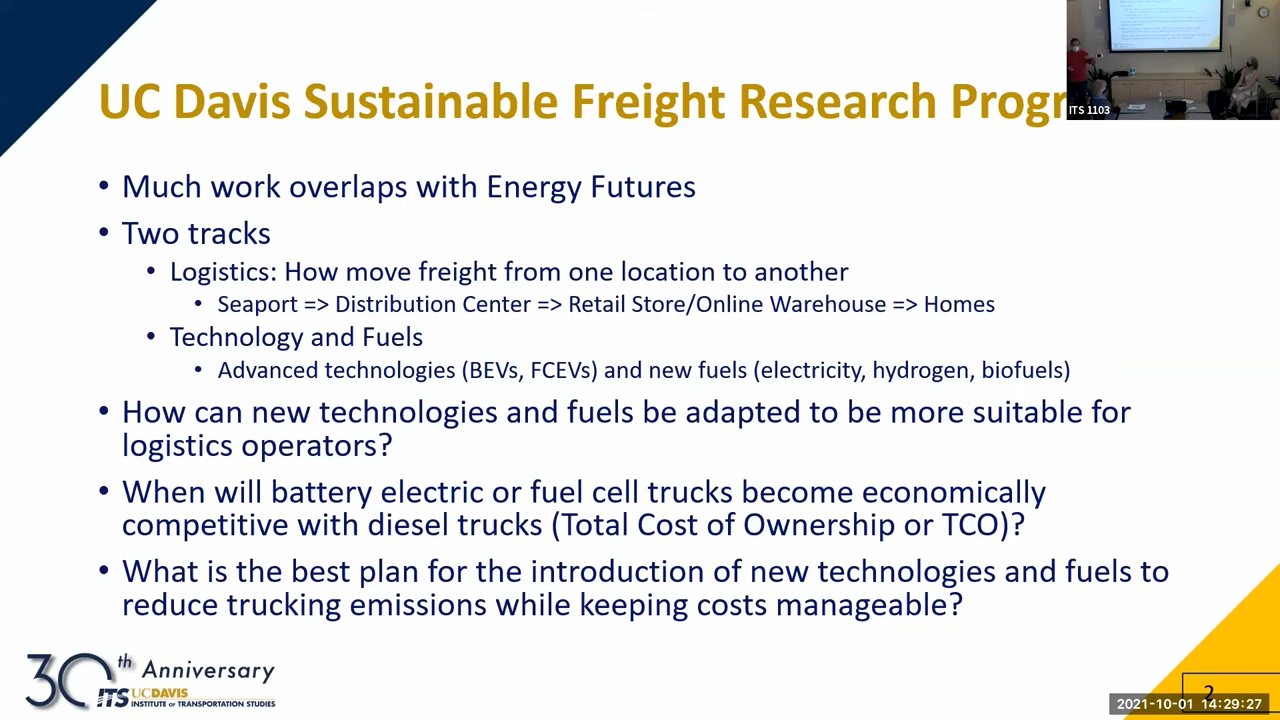 UC Davis Sustainable Freight Research Progr
ITS 1103
• Much work overlaps with Energy Futures
• Two tracks
• Logistics: How move freight from one location to another
• Seaport => Distribution Center => Retail Store/Online Warehouse => Homes
• Technology and Fuels
• Advanced technologies (BEVs, FCEVs) and new fuels (electricity, hydrogen, biofuels)
• How can new technologies and fuels be adapted to be more suitable for
logistics operators?
• When will battery electric or fuel cell trucks become economically
competitive with diesel trucks (Total Cost of Ownership or TCO)?
• What is the best plan for the introduction of new technologies and fuels to
reduce trucking emissions while keeping costs manageable?
30th Anniversary
ITS UCDAVIS
INSTITUTE OF TRANSPORTATION STUDIES
2
2021-10-01 14:29:27